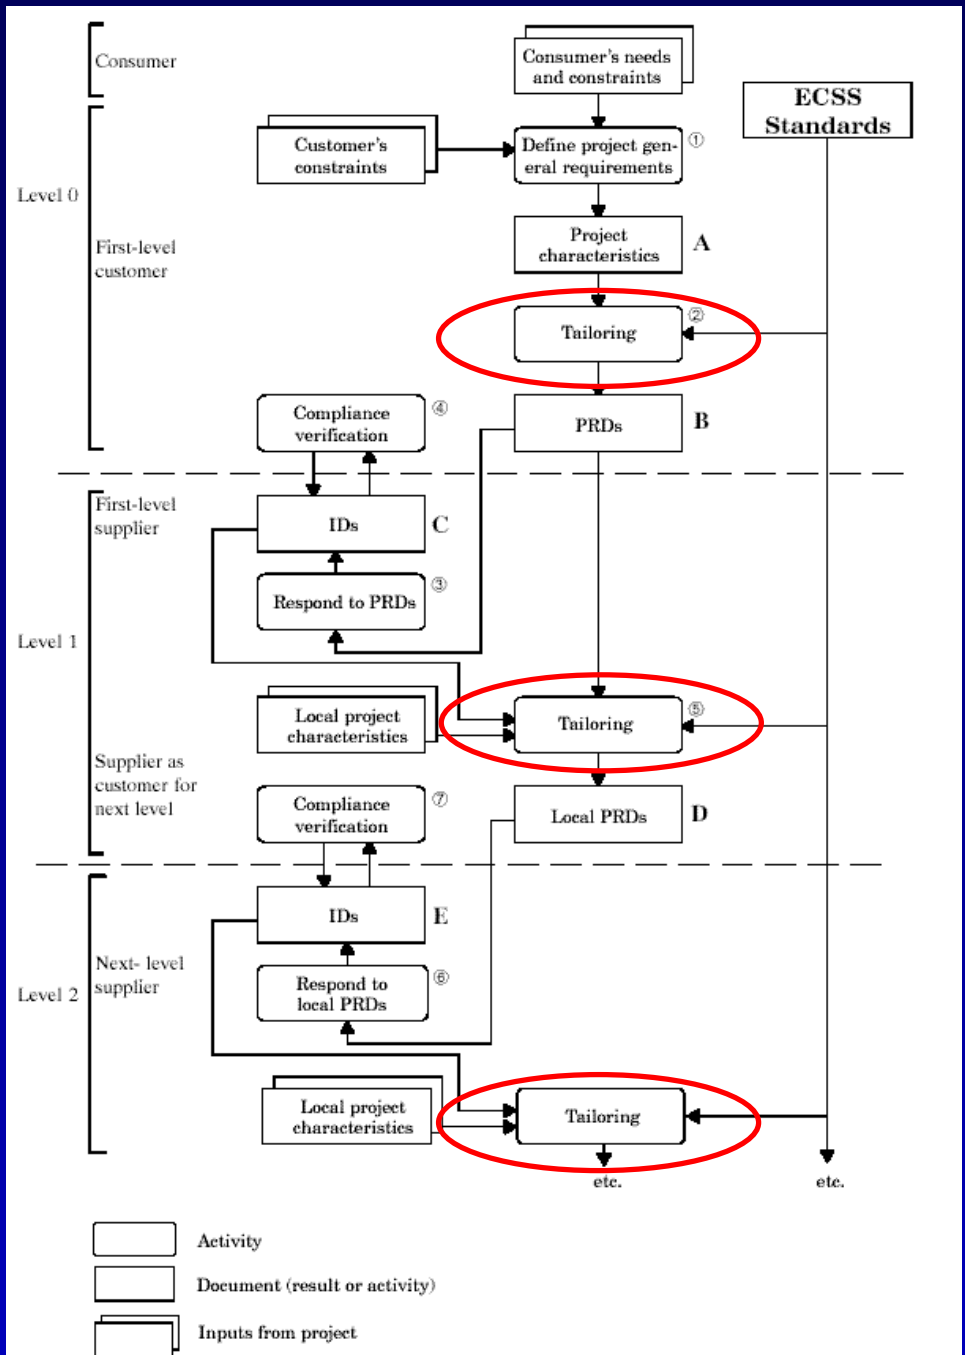 Consumer
Consumer's needs
and constraints
ECSS
Standards
Customer's
constraints
Define project gen-
eral requirements
①
Level 0
First-level
customer
Project
characteristics
A
Tailoring
②
Compliance
verification
④
PRDs
B
First-level
supplier
IDs
C
Respond to PRDs
③
Level 1
Local project
characteristics
Tailoring
⑤
Supplier as
customer for
next level
Compliance
verification
⑦
Local PRDs
D
IDs
E
Next- level
supplier
Level 2
Respond to
local PRDs
⑥
Local project
characteristics
Tailoring
etc.
etc.
Activity
Document (result or activity)
Inputs from project